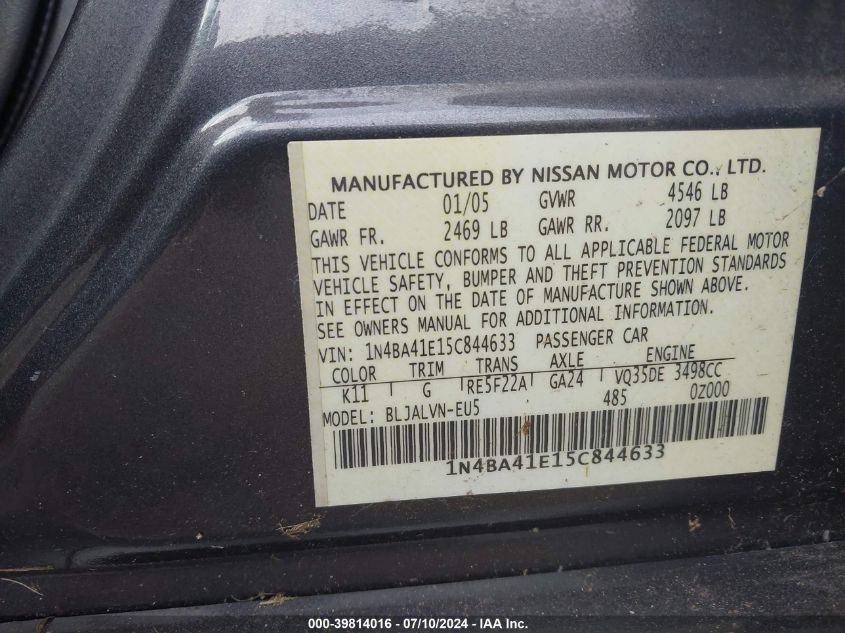 MANUFACTURED BY NISSAN MOTOR CO., LTD.
DATE 01/05 GVWR 4546 LB
GAWR FR. 2469 LB GAWR RR. 2097 LB
THIS VEHICLE CONFORMS TO ALL APPLICABLE FEDERAL MOTOR
VEHICLE SAFETY, BUMPER AND THEFT PREVENTION STANDARDS
IN EFFECT ON THE DATE OF MANUFACTURE SHOWN ABOVE.
SEE OWNERS MANUAL FOR ADDITIONAL INFORMATION.
VIN: 1N4BA41E15C844633 PASSENGER CAR
COLOR TRIM TRANS AXLE ENGINE
K11 G RE5F22A GA24 VQ35DE 3498CC
MODEL: BLJALVN-EU5 485 0Z000
1N4BA41E15C844633
000-39814016 - 07/10/2024 - IAA Inc.